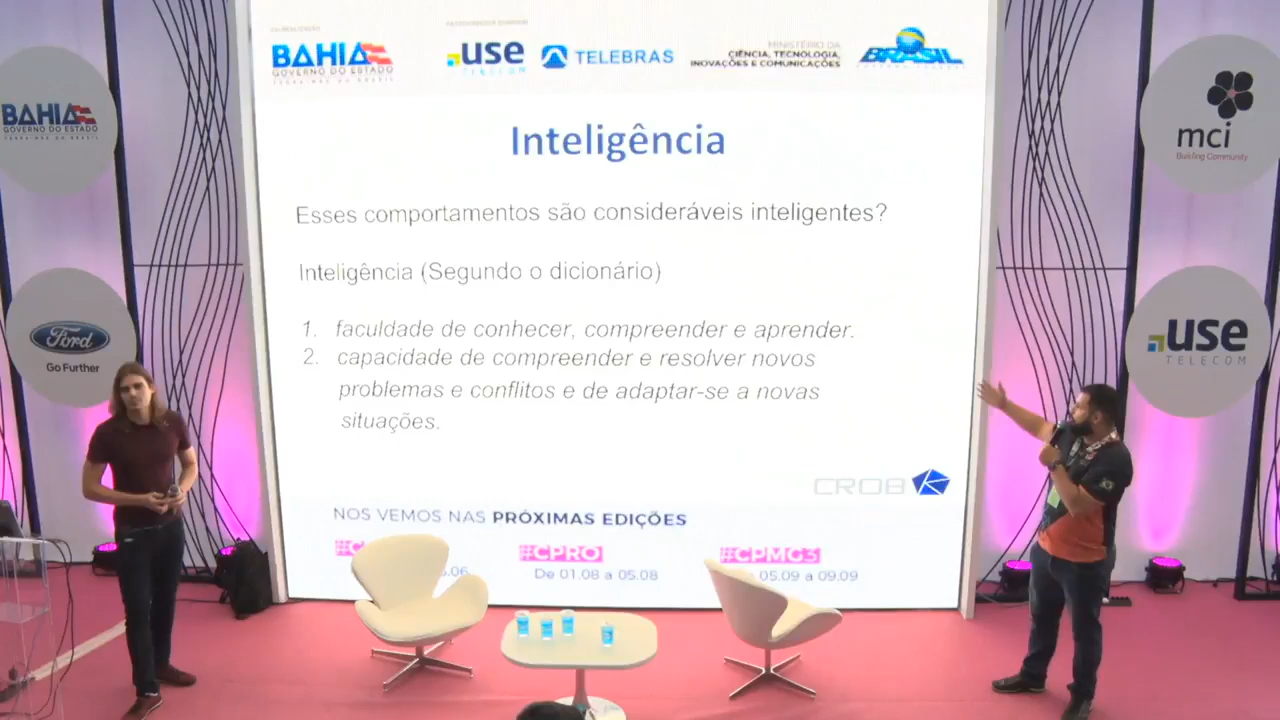 BAHIA
GOVERNO DO ESTADO
use
TELECOM
TELEBRAS
MINISTÉRIO DA
CIÊNCIA, TECNOLOGIA,
INOVAÇÕES E COMUNICAÇÕES
BRASIL
Inteligência
Esses comportamentos são consideráveis inteligentes?
Inteligência (Segundo o dicionário)
1. faculdade de conhecer, compreender e aprender.
2. capacidade de compreender e resolver novos
problemas e conflitos e de adaptar-se a novas
situações.
CROB
NOS VEMOS NAS PRÓXIMAS EDIÇÕES
#CPRO
#CPMG3
De 01.08 a 05.08
05.09 a 09.09
BAHIA
GOVERNO DO ESTADO
Ford
Go Further
mci
Building Community
use
TELECOM